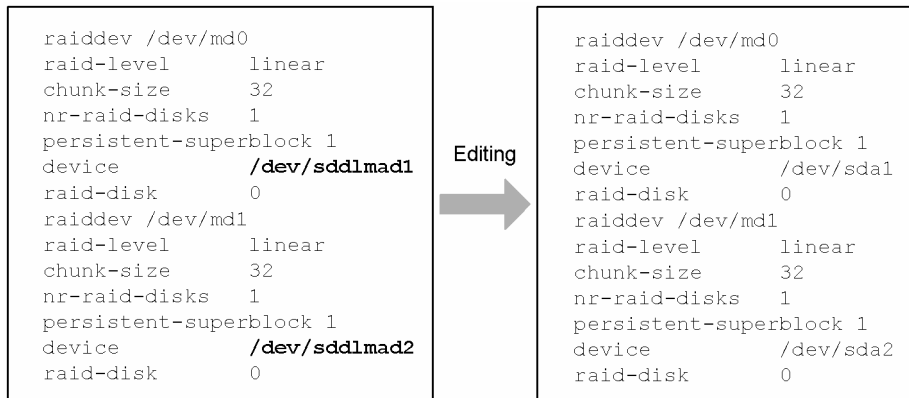 raiddev /dev/md0
raid-level linear
chunk-size 32
nr-raid-disks 1
persistent-superblock 1
device /dev/sddlmad1
raid-disk 0
raiddev /dev/md1
raid-level linear
chunk-size 32
nr-raid-disks 1
persistent-superblock 1
device /dev/sddlmad2
raid-disk 0
Editing
raiddev /dev/md0
raid-level linear
chunk-size 32
nr-raid-disks 1
persistent-superblock 1
device /dev/sda1
raid-disk 0
raiddev /dev/md1
raid-level linear
chunk-size 32
nr-raid-disks 1
persistent-superblock 1
device /dev/sda2
raid-disk 0